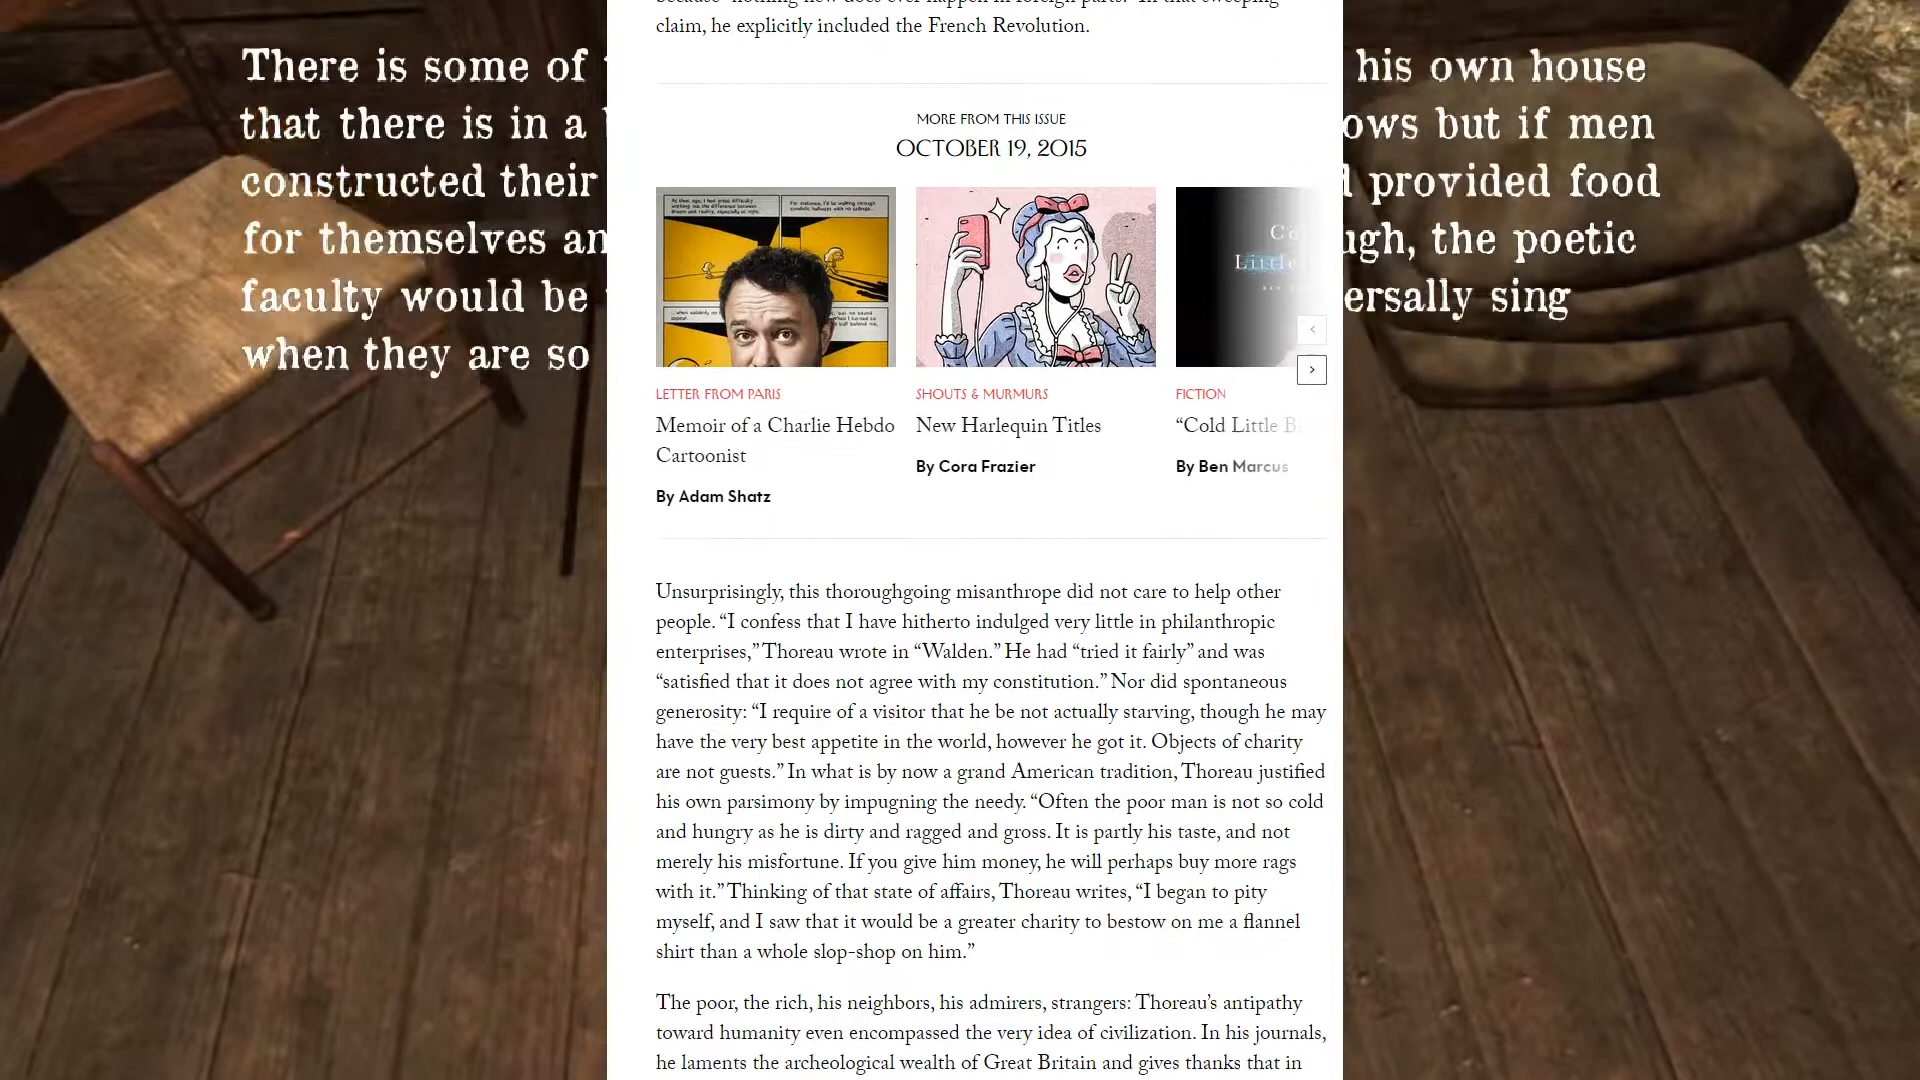 claim, he explicitly included the French Revolution.
There is some of
that there is in a
constructed their
for themselves an
faculty would be
when they are so
his own house
ows but if men
provided food
ugh, the poetic
ersally sing
MORE FROM THIS ISSUE
OCTOBER 19, 2015
LETTER FROM PARIS
Memoir of a Charlie Hebdo
Cartoonist
By Adam Shatz
SHOUTS & MURMURS
New Harlequin Titles
By Cora Frazier
FICTION
“Cold Little B
By Ben Marcus
Unsurprisingly, this thoroughgoing misanthrope did not care to help other
people. “I confess that I have hitherto indulged very little in philanthropic
enterprises,” Thoreau wrote in “Walden.” He had “tried it fairly” and was
“satisfied that it does not agree with my constitution.” Nor did spontaneous
generosity: “I require of a visitor that he be not actually starving, though he may
have the very best appetite in the world, however he got it. Objects of charity
are not guests.” In what is by now a grand American tradition, Thoreau justified
his own parsimony by impugning the needy. “Often the poor man is not so cold
and hungry as he is dirty and ragged and gross. It is partly his taste, and not
merely his misfortune. If you give him money, he will perhaps buy more rags
with it.” Thinking of that state of affairs, Thoreau writes, “I began to pity
myself, and I saw that it would be a greater charity to bestow on me a flannel
shirt than a whole slop-shop on him.”
The poor, the rich, his neighbors, his admirers, strangers: Thoreau’s antipathy
toward humanity even encompassed the very idea of civilization. In his journals,
he laments the archeological wealth of Great Britain and gives thanks that in